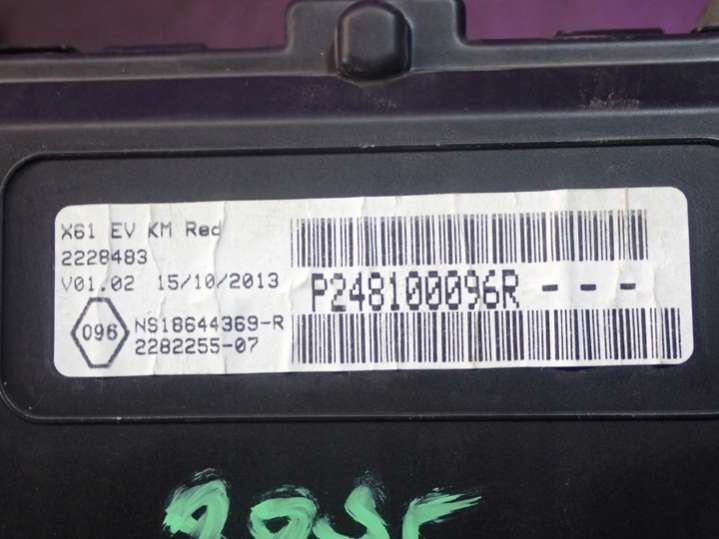 X61 EV KM Red
2228483
V01.02 15/10/2013
P248100096R - - -
096
NS18644369-R
2282255-07